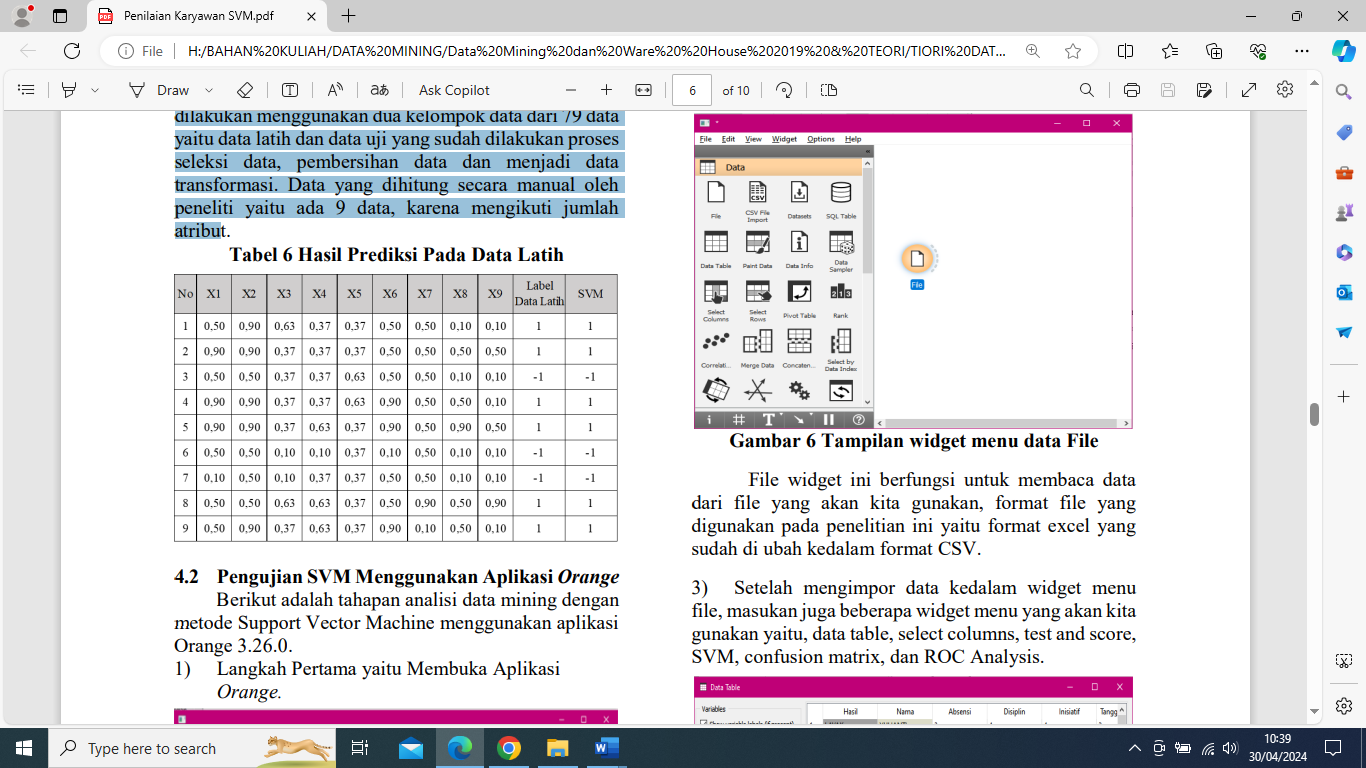 Penilaian Karyawan SVM.pdf
File
H:/BAHAN%20KULIAH/DATA%20MINING/Data%20Mining%20dan%20Ware%20%20House%202019%20&%20TEORI/TIORI%20DAT...
Draw
Ask Copilot
6
of 10
dilakukan menggunakan dua kelompok data dari 79 data
yaitu data latih dan data uji yang sudah dilakukan proses
seleksi data, pembersihan data dan menjadi data
transformasi. Data yang dihitung secara manual oleh
peneliti yaitu ada 9 data, karena mengikuti jumlah
atribut.
Tabel 6 Hasil Prediksi Pada Data Latih
No X1 X2 X3 X4 X5 X6 X7 X8 X9 Label Data Latih SVM
1 0,50 0,90 0,63 0,37 0,37 0,50 0,50 0,10 0,10 1 1
2 0,90 0,90 0,37 0,37 0,37 0,50 0,50 0,50 0,50 1 1
3 0,50 0,50 0,37 0,37 0,63 0,50 0,50 0,10 0,10 -1 -1
4 0,90 0,90 0,37 0,37 0,63 0,90 0,50 0,50 0,10 1 1
5 0,90 0,90 0,37 0,63 0,37 0,90 0,50 0,90 0,50 1 1
6 0,50 0,50 0,10 0,10 0,37 0,10 0,50 0,10 0,10 -1 -1
7 0,10 0,50 0,10 0,37 0,37 0,50 0,50 0,10 0,10 -1 -1
8 0,50 0,50 0,63 0,63 0,37 0,50 0,90 0,50 0,90 1 1
9 0,50 0,90 0,37 0,63 0,37 0,90 0,10 0,50 0,10 1 1
4.2 Pengujian SVM Menggunakan Aplikasi Orange
Berikut adalah tahapan analisi data mining dengan
metode Support Vector Machine menggunakan aplikasi
Orange 3.26.0.
1) Langkah Pertama yaitu Membuka Aplikasi
Orange.
File Edit View Widget Options Help
Data
File CSV File Import Datasets SQL Table
Data Table Paint Data Data Info Data Sampler
Select Columns Select Rows Pivot Table Rank
Correlati... Merge Data Concaten... Select by Data Index
File
Gambar 6 Tampilan widget menu data File
File widget ini berfungsi untuk membaca data
dari file yang akan kita gunakan, format file yang
digunakan pada penelitian ini yaitu format excel yang
sudah di ubah kedalam format CSV.
3) Setelah mengimpor data kedalam widget menu
file, masukan juga beberapa widget menu yang akan kita
gunakan yaitu, data table, select columns, test and score,
SVM, confusion matrix, dan ROC Analysis.
Data Table
Variables
Hasil Nama Absensi Disiplin Inisiatif Tangg
Type here to search
10:39
30/04/2024